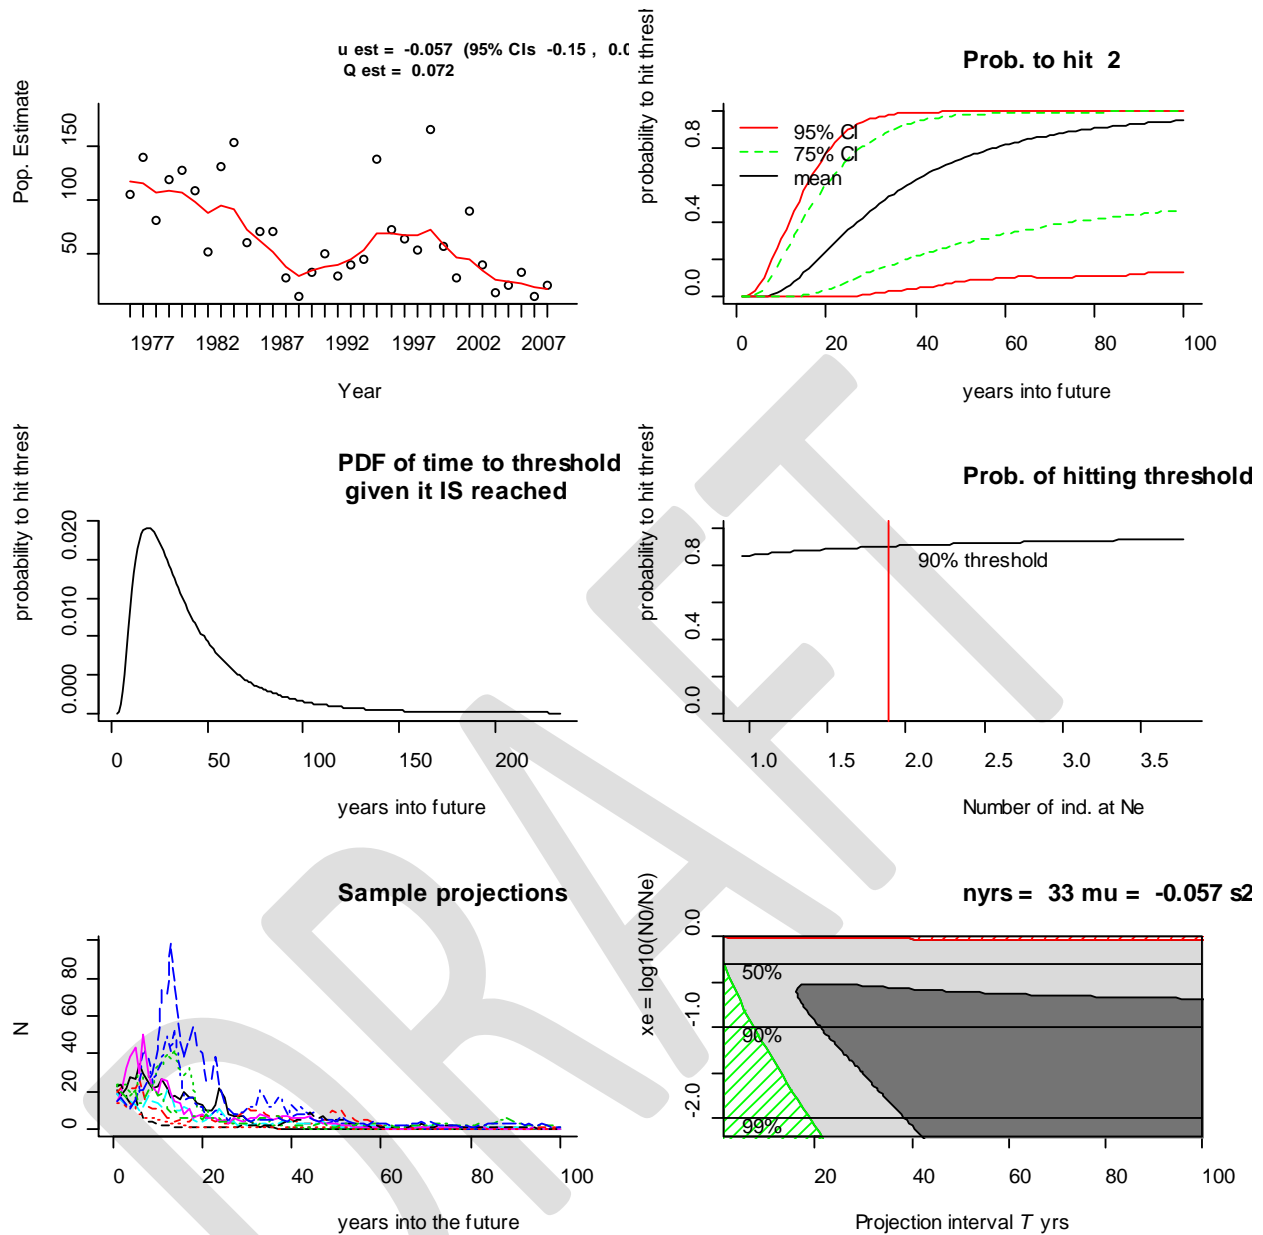 u est = -0.057 (95% CIs -0.15 , 0.0
Q est = 0.072
Pop. Estimate
50 100 150
1977 1982 1987 1992 1997 2002 2007
Year
Prob. to hit 2
probability to hit thresh
0.0 0.4 0.8
95% CI
75% CI
mean
0 20 40 60 80 100
years into future
PDF of time to threshold
given it IS reached
probability to hit thresh
0.000 0.010 0.020
0 50 100 150 200
years into future
Prob. of hitting threshold
probability to hit thresh
0.0 0.4 0.8
90% threshold
1.0 1.5 2.0 2.5 3.0 3.5
Number of ind. at Ne
Sample projections
N
0 20 40 60 80
0 20 40 60 80 100
years into the future
nyrs = 33 mu = -0.057 s2
xe = log10(N0/Ne)
-2.0 -1.0 0.0
50%
90%
99%
20 40 60 80 100
Projection interval T yrs
DRAFT